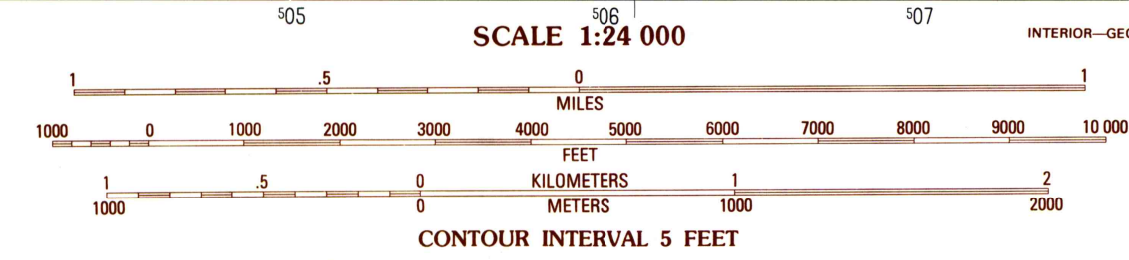 505 506 507
SCALE 1:24 000
INTERIOR—GEO
1 .5 0 1
MILES
1000 0 1000 2000 3000 4000 5000 6000 7000 8000 9000 10 000
FEET
1 .5 0 KILOMETERS 1 2
1000 0 METERS 1000 2000
CONTOUR INTERVAL 5 FEET